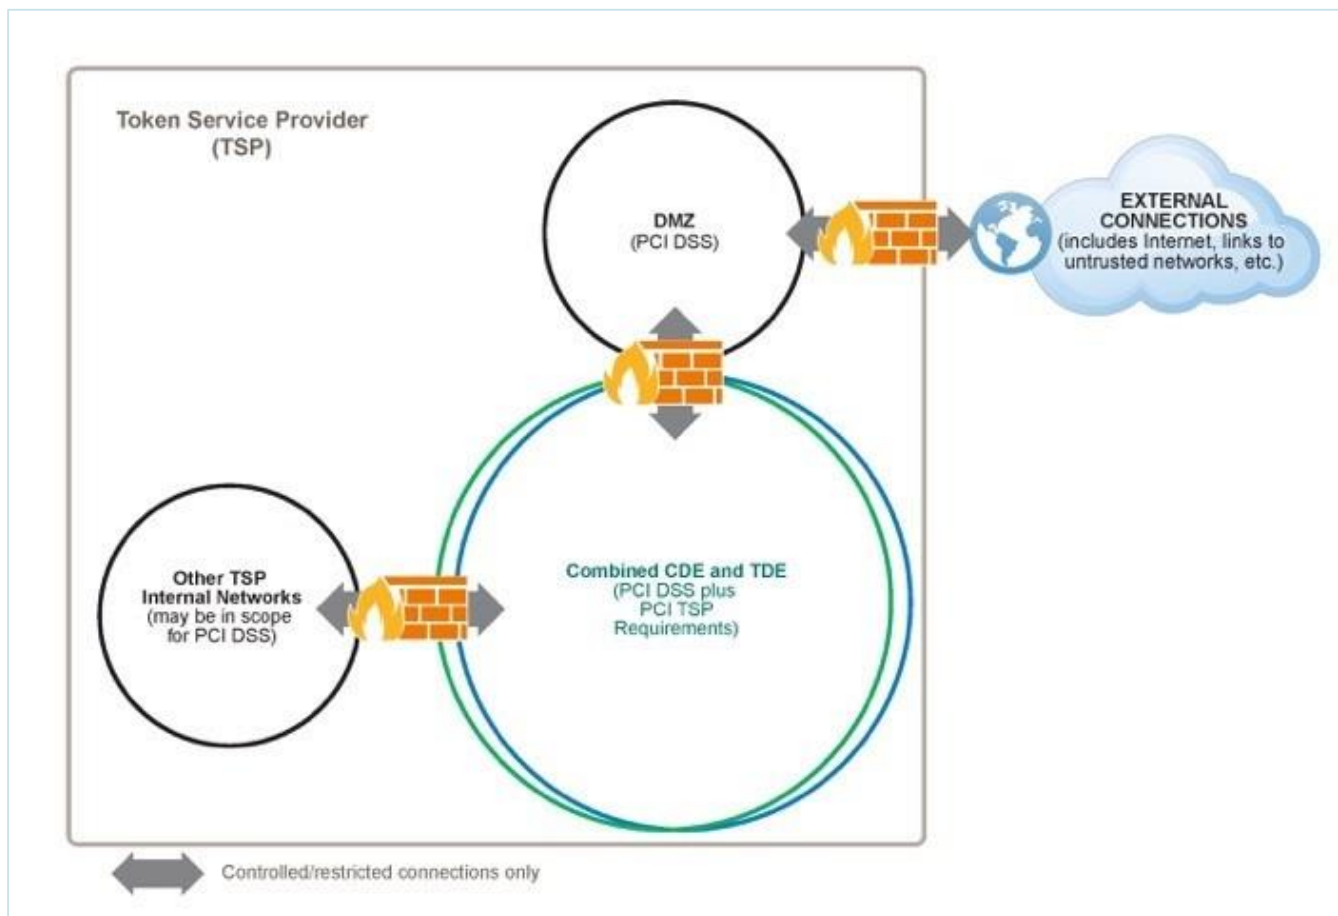 Token Service Provider
(TSP)
DMZ
(PCI DSS)
EXTERNAL
CONNECTIONS
(includes Internet, links to
untrusted networks, etc.)
Other TSP
Internal Networks
(may be in scope
for PCI DSS)
Combined CDE and TDE
(PCI DSS plus
PCI TSP
Requirements)
Controlled/restricted connections only